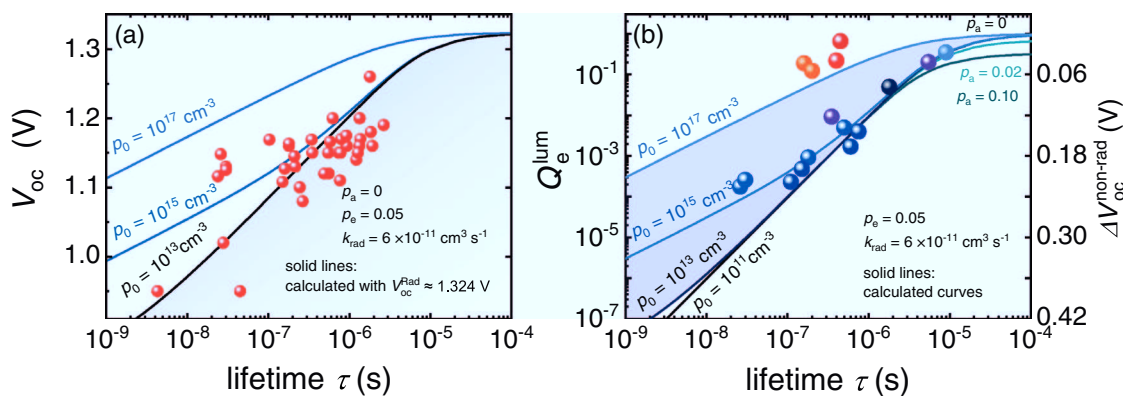 (a)
1.3
1.2
1.1
1.0
V_oc (V)
p_0 = 10^17 cm^-3
p_0 = 10^15 cm^-3
p_0 = 10^13 cm^-3
p_a = 0
p_e = 0.05
k_rad = 6 ×10^-11 cm^3 s^-1
solid lines:
calculated with V_oc^Rad ≈ 1.324 V
10^-9 10^-8 10^-7 10^-6 10^-5 10^-4
lifetime τ (s)
(b)
10^-1
10^-3
10^-5
10^-7
Q_e^lum
p_a = 0
p_a = 0.02
p_a = 0.10
p_0 = 10^17 cm^-3
p_0 = 10^15 cm^-3
p_0 = 10^13 cm^-3
p_0 = 10^11 cm^-3
p_e = 0.05
k_rad = 6 ×10^-11 cm^3 s^-1
solid lines:
calculated curves
0.06
0.18
0.30
0.42
ΔV_oc^non-rad (V)
10^-9 10^-8 10^-7 10^-6 10^-5 10^-4
lifetime τ (s)